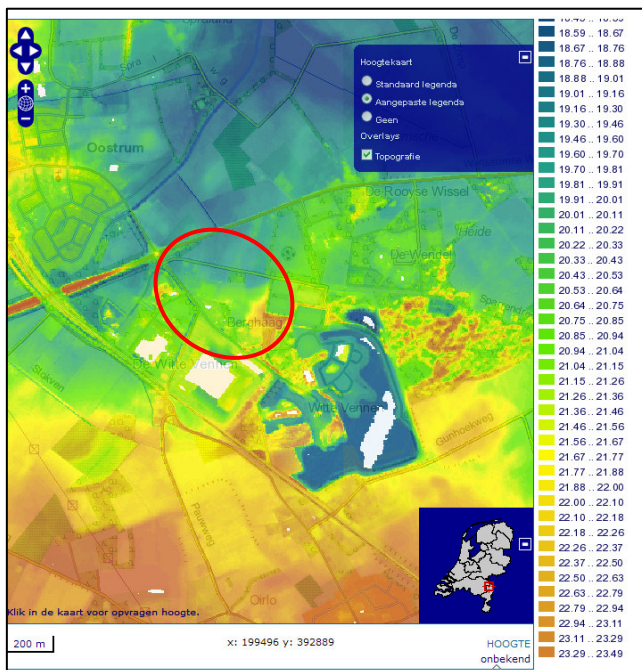 Hoogtekaart
Standaard legenda
Aangepaste legenda
Geen
Overlays
Topografie
Oostrum
De Rooyse Wissel
Heide
De Wendel
Berghaag
De Witte Vennen
Witte Vennen
Stokven
Gunhoekweg
Pauwweg
Oirlo
Klik in de kaart voor opvragen hoogte.
200 m
x: 199496 y: 392889
HOOGTE
onbekend
18.59 .. 18.67
18.67 .. 18.76
18.76 .. 18.88
18.88 .. 19.01
19.01 .. 19.16
19.16 .. 19.30
19.30 .. 19.46
19.46 .. 19.60
19.60 .. 19.70
19.70 .. 19.81
19.81 .. 19.91
19.91 .. 20.01
20.01 .. 20.11
20.11 .. 20.22
20.22 .. 20.33
20.33 .. 20.43
20.43 .. 20.53
20.53 .. 20.64
20.64 .. 20.75
20.75 .. 20.85
20.85 .. 20.94
20.94 .. 21.04
21.04 .. 21.15
21.15 .. 21.26
21.26 .. 21.36
21.36 .. 21.46
21.46 .. 21.56
21.56 .. 21.67
21.67 .. 21.77
21.77 .. 21.88
21.88 .. 22.00
22.00 .. 22.10
22.10 .. 22.18
22.18 .. 22.26
22.26 .. 22.37
22.37 .. 22.50
22.50 .. 22.63
22.63 .. 22.79
22.79 .. 22.94
22.94 .. 23.11
23.11 .. 23.29
23.29 .. 23.49